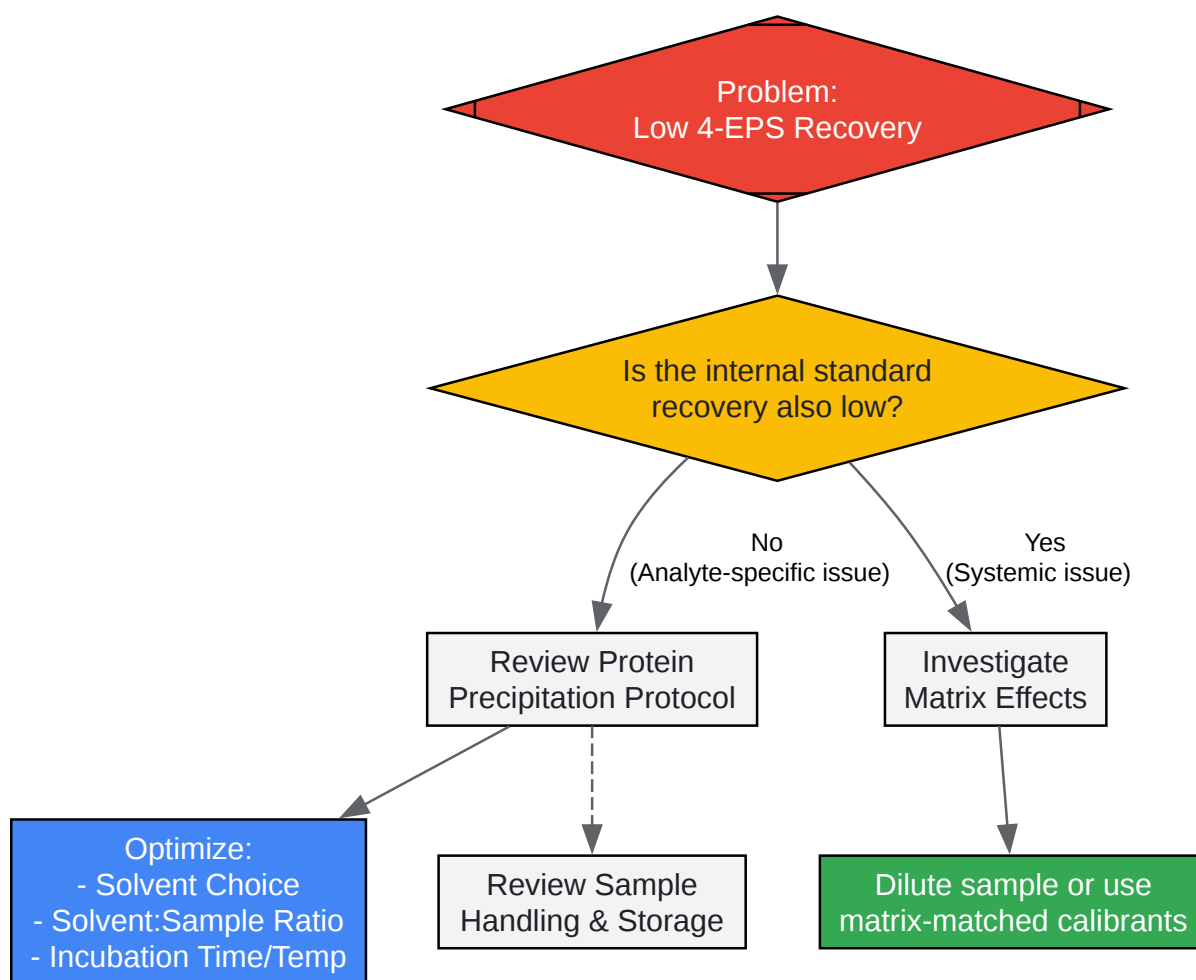 Problem:
Low 4-EPS Recovery
Is the internal standard
recovery also low?
No
(Analyte-specific issue)
Yes
(Systemic issue)
Review Protein
Precipitation Protocol
Investigate
Matrix Effects
Optimize:
- Solvent Choice
- Solvent:Sample Ratio
- Incubation Time/Temp
Review Sample
Handling & Storage
Dilute sample or use
matrix-matched calibrants